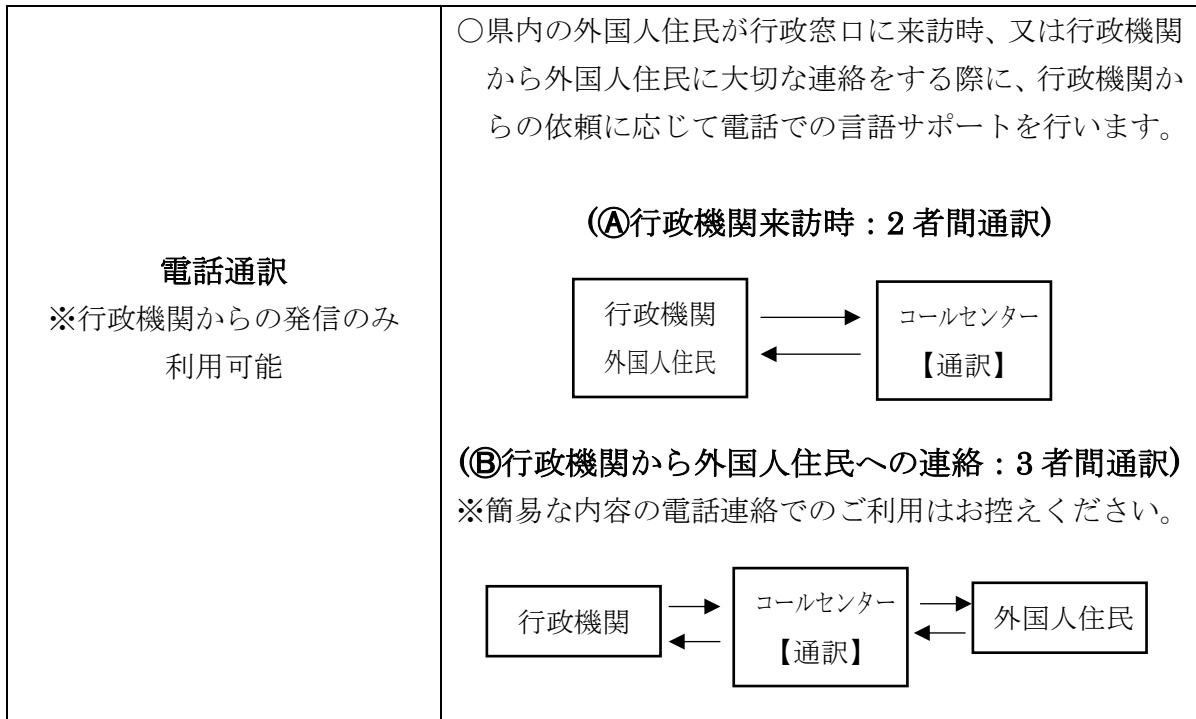 電話通訳
※行政機関からの発信のみ
利用可能
○県内の外国人住民が行政窓口に来訪時、又は行政機関
から外国人住民に大切な連絡をする際に、行政機関か
らの依頼に応じて電話での言語サポートを行います。
(Ⓐ行政機関来訪時：2者間通訳)
行政機関
外国人住民
コールセンター
【通訳】
(Ⓑ行政機関から外国人住民への連絡：3者間通訳)
※簡易な内容の電話連絡でのご利用はお控えください。
行政機関
コールセンター
【通訳】
外国人住民